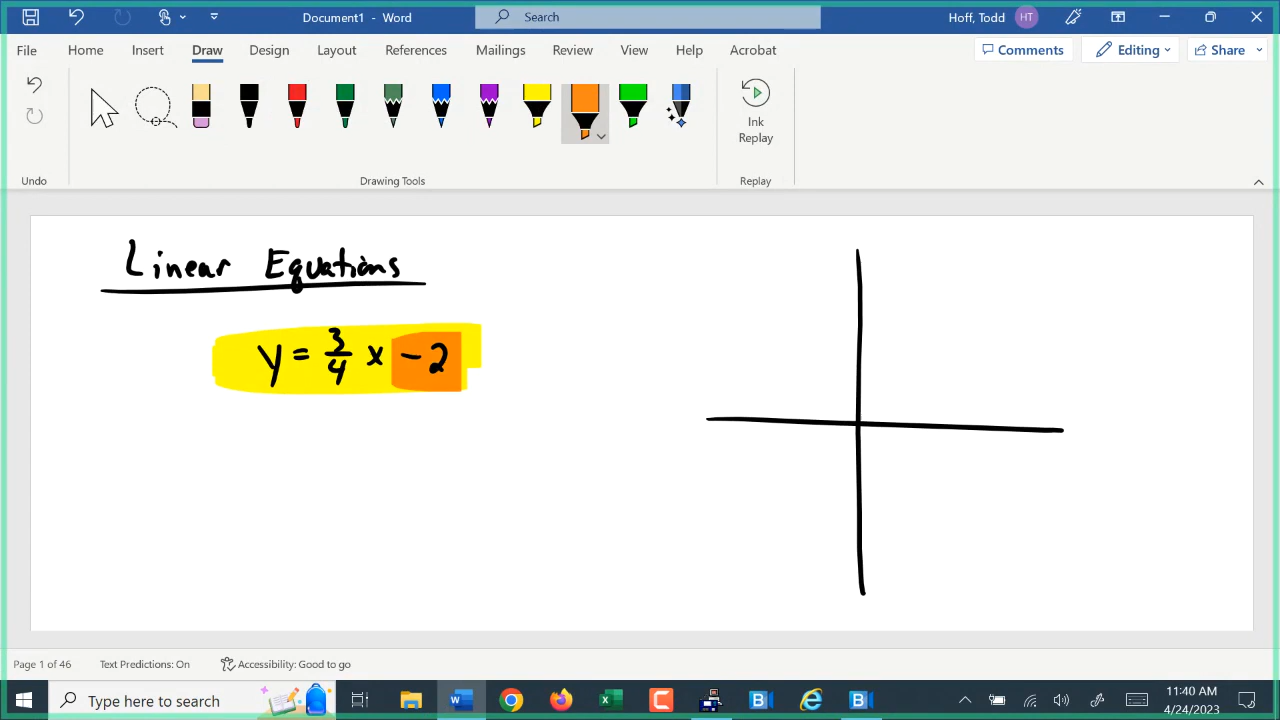 Document1 - Word
Search
Hoff, Todd
HT
File Home Insert Draw Design Layout References Mailings Review View Help Acrobat
Comments
Editing
Share
Ink
Replay
Undo
Drawing Tools
Replay
Linear Equations
y = 3/4 x - 2
Page 1 of 46
Text Predictions: On
Accessibility: Good to go
Type here to search
11:40 AM
4/24/2023